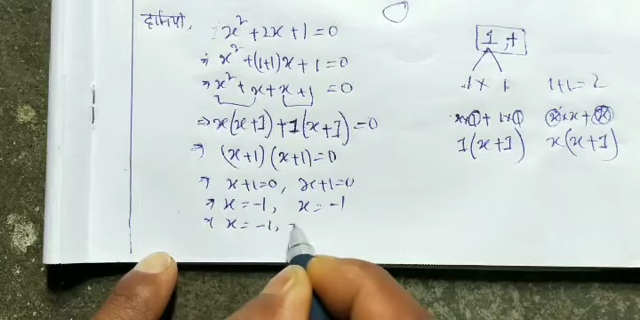 x² + 2x + 1 = 0
⇒ x² + (1+1)x + 1 = 0
⇒ x² + x + x + 1 = 0
⇒ x(x+1) + 1(x+1) = 0
⇒ (x+1) (x+1) = 0
⇒ x+1=0, x+1=0
⇒ x = -1, x = -1
⇒ x = -1,
1, +
1 × 1 1+1=2
x×1 + 1×1 x×x + x
1(x+1) x(x+1)